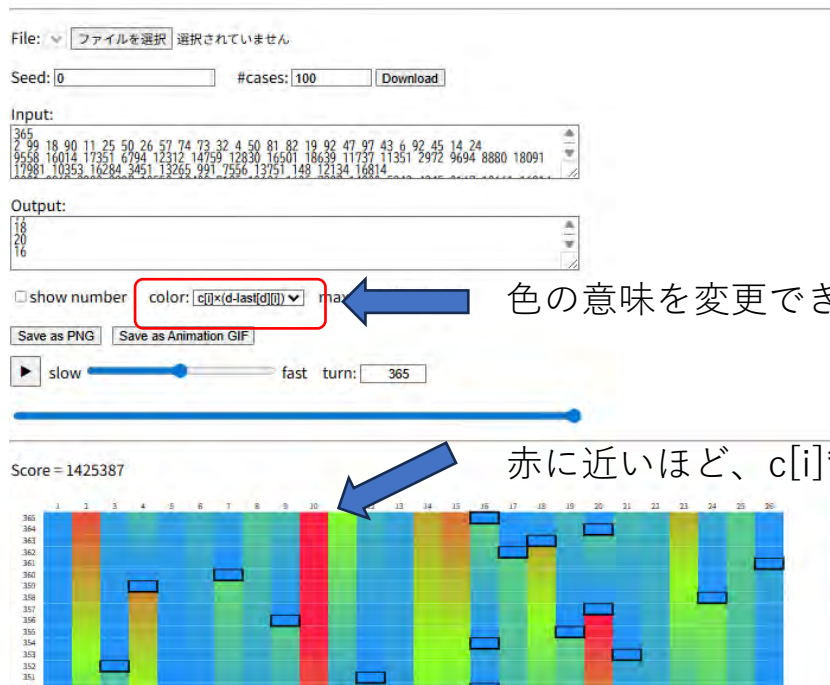 File: ファイルを選択 選択されていません
Seed: 0 #cases: 100 Download
Input:
365
2 99 18 90 11 25 50 26 57 74 73 32 4 50 81 82 19 92 47 97 43 6 92 45 14 24
9558 16014 17351 6794 12312 14759 12830 16501 18639 11737 11351 2972 9694 8880 18091
17981 10353 16284 3451 13265 991 7556 13751 148 12134 16814
Output:
18
20
16
show number color: c[i]×(d-last[d][i]) max
色の意味を変更でき
Save as PNG Save as Animation GIF
slow fast turn: 365
Score = 1425387
赤に近いほど、c[i]*
1 2 3 4 5 6 7 8 9 10 12 13 14 15 16 17 18 19 20 21 22 23 24 25 26
365
364
363
362
361
360
359
358
357
356
355
354
353
352
351